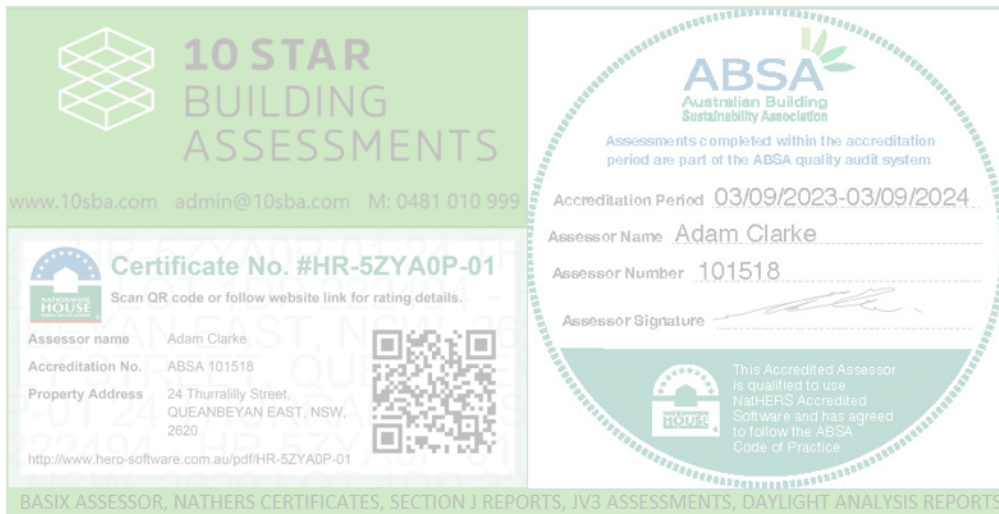 10 STAR
BUILDING
ASSESSMENTS
www.10sba.com admin@10sba.com M: 0481 010 999
Certificate No. #HR-5ZYA0P-01
Scan QR code or follow website link for rating details.
NATIONWIDE
HOUSE
Assessor name Adam Clarke
Accreditation No. ABSA 101518
Property Address 24 Thurralilly Street,
QUEANBEYAN EAST, NSW,
2620
http://www.hero-software.com.au/pdf/HR-5ZYA0P-01
ABSA
Australian Building
Sustainability Association
Assessments completed within the accreditation
period are part of the ABSA quality audit system
Accreditation Period 03/09/2023-03/09/2024
Assessor Name Adam Clarke
Assessor Number 101518
Assessor Signature
NATIONWIDE
HOUSE
This Accredited Assessor
is qualified to use
NatHERS Accredited
Software and has agreed
to follow the ABSA
Code of Practice
BASIX ASSESSOR, NATHERS CERTIFICATES, SECTION J REPORTS, JV3 ASSESSMENTS, DAYLIGHT ANALYSIS REPORTS